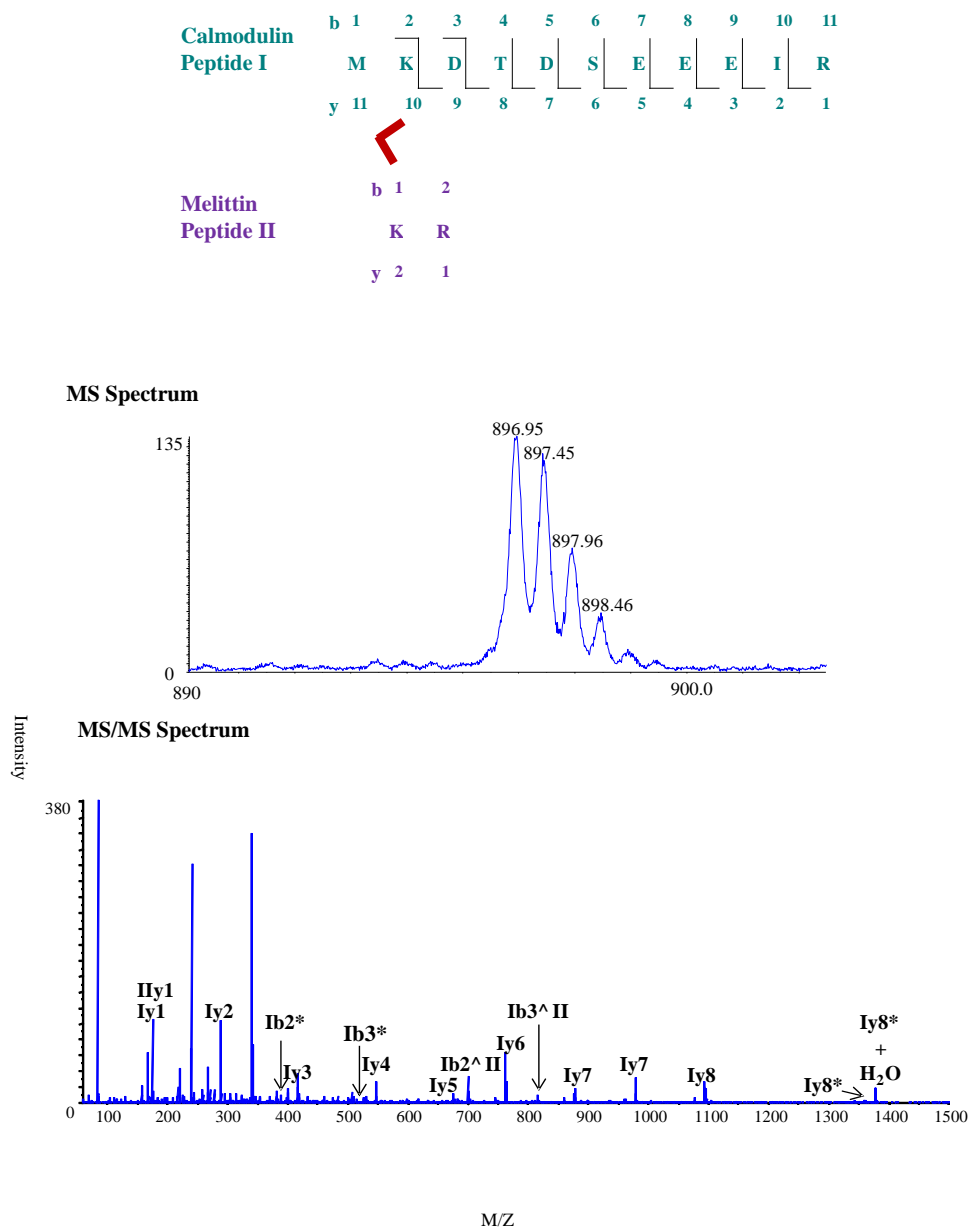 b 1 2 3 4 5 6 7 8 9 10 11
Calmodulin
Peptide I
M K D T D S E E E I R
y 11 10 9 8 7 6 5 4 3 2 1
b 1 2
Melittin
Peptide II
K R
y 2 1
MS Spectrum
896.95
135
897.45
897.96
898.46
0
890
900.0
MS/MS Spectrum
Intensity
380
IIy1
Iy1
Iy2
Ib2*
Iy3
Ib3*
Iy4
Iy5
Ib2^ II
Iy6
Ib3^ II
Iy7
Iy7
Iy8
Iy8*
Iy8*
+
H2O
0
100 200 300 400 500 600 700 800 900 1000 1100 1200 1300 1400 1500
M/Z